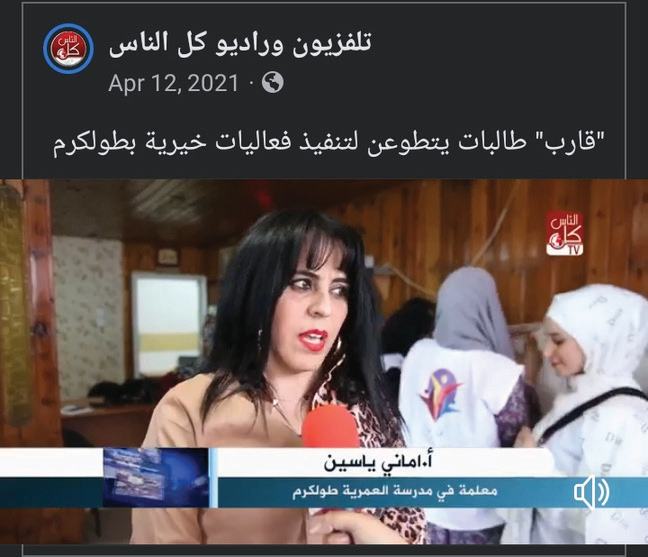 تلفزيون وراديو كل الناس
Apr 12, 2021 ·
"قارب" طالبات يتطوعن لتنفيذ فعاليات خيرية بطولكرم
الناس
كل
TV
أ.اماني ياسين
معلمة في مدرسة العمرية طولكرم